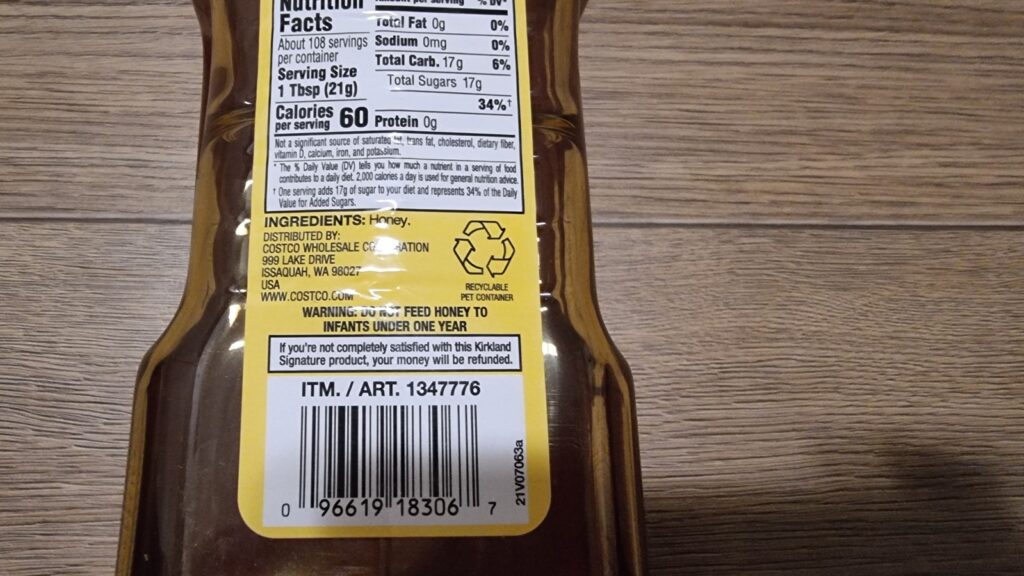 Nutrition
Facts
About 108 servings
per container
Serving Size
1 Tbsp (21g)
Calories
per serving 60
Amount per serving % DV*
Total Fat 0g 0%
Sodium 0mg 0%
Total Carb. 17g 6%
Total Sugars 17g
34%†
Protein 0g
Not a significant source of saturated fat, trans fat, cholesterol, dietary fiber,
vitamin D, calcium, iron, and potassium.
* The % Daily Value (DV) tells you how much a nutrient in a serving of food
contributes to a daily diet. 2,000 calories a day is used for general nutrition advice.
† One serving adds 17g of sugar to your diet and represents 34% of the Daily
Value for Added Sugars.
INGREDIENTS: Honey.
DISTRIBUTED BY:
COSTCO WHOLESALE CORPORATION
999 LAKE DRIVE
ISSAQUAH, WA 98027
USA
WWW.COSTCO.COM
RECYCLABLE
PET CONTAINER
WARNING: DO NOT FEED HONEY TO
INFANTS UNDER ONE YEAR
If you're not completely satisfied with this Kirkland
Signature product, your money will be refunded.
ITM. / ART. 1347776
0 96619 18306 7
21V07063a